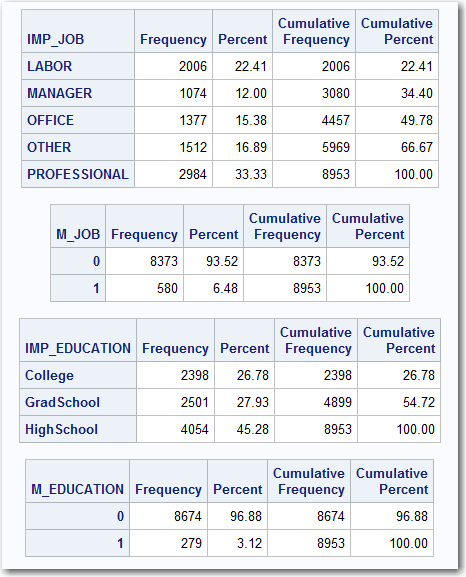 IMP_JOB Frequency Percent Cumulative Frequency Cumulative Percent
LABOR 2006 22.41 2006 22.41
MANAGER 1074 12.00 3080 34.40
OFFICE 1377 15.38 4457 49.78
OTHER 1512 16.89 5969 66.67
PROFESSIONAL 2984 33.33 8953 100.00
M_JOB Frequency Percent Cumulative Frequency Cumulative Percent
0 8373 93.52 8373 93.52
1 580 6.48 8953 100.00
IMP_EDUCATION Frequency Percent Cumulative Frequency Cumulative Percent
College 2398 26.78 2398 26.78
GradSchool 2501 27.93 4899 54.72
HighSchool 4054 45.28 8953 100.00
M_EDUCATION Frequency Percent Cumulative Frequency Cumulative Percent
0 8674 96.88 8674 96.88
1 279 3.12 8953 100.00